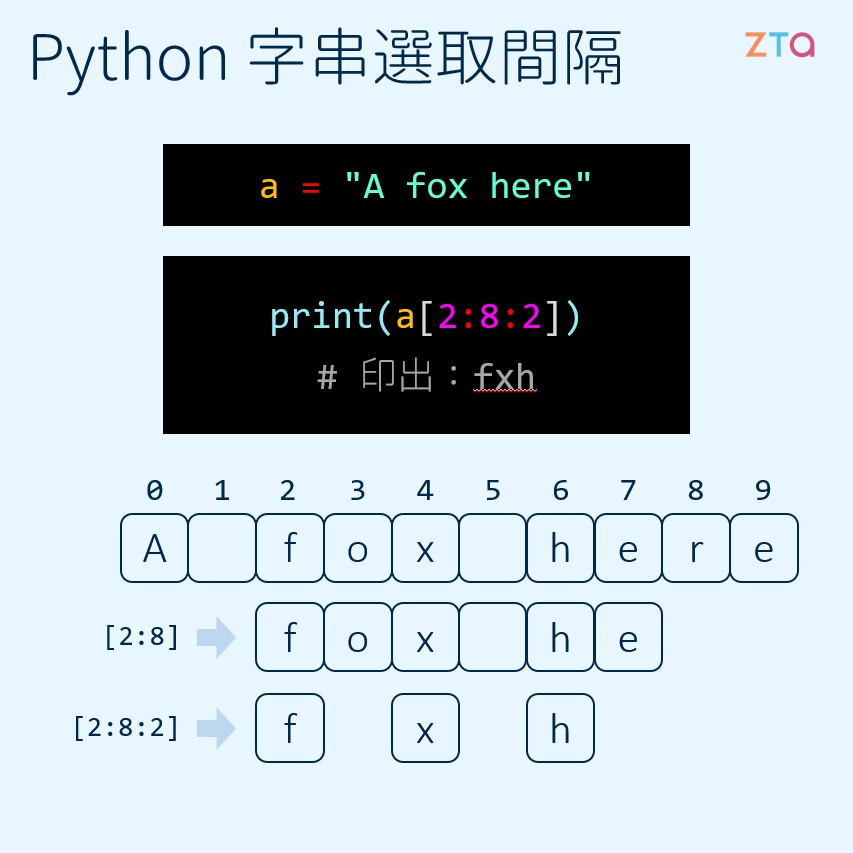 Python 字串選取間隔
ZTA
a = "A fox here"
print(a[2:8:2])
# 印出：fxh
0 1 2 3 4 5 6 7 8 9
A f o x h e r e
[2:8] f o x h e
[2:8:2] f x h